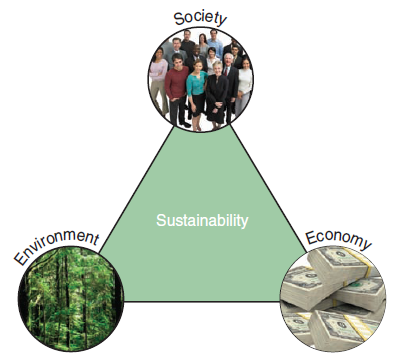 Society
Sustainability
Environment
Economy